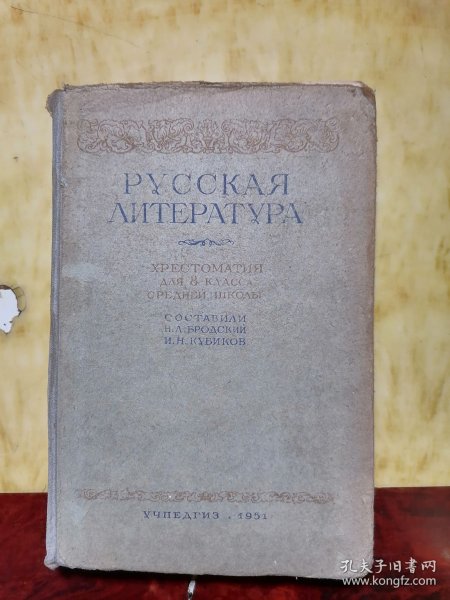 РУССКАЯ
ЛИТЕРАТУРА
ХРЕСТОМАТИЯ
ДЛЯ 8 КЛАССА
СРЕДНЕЙ ШКОЛЫ
СОСТАВИЛИ
Н.Л.БРОДСКИЙ
И.Н.КУБИКОВ
УЧПЕДГИЗ . 1951
孔夫子旧书网
www.kongfz.com